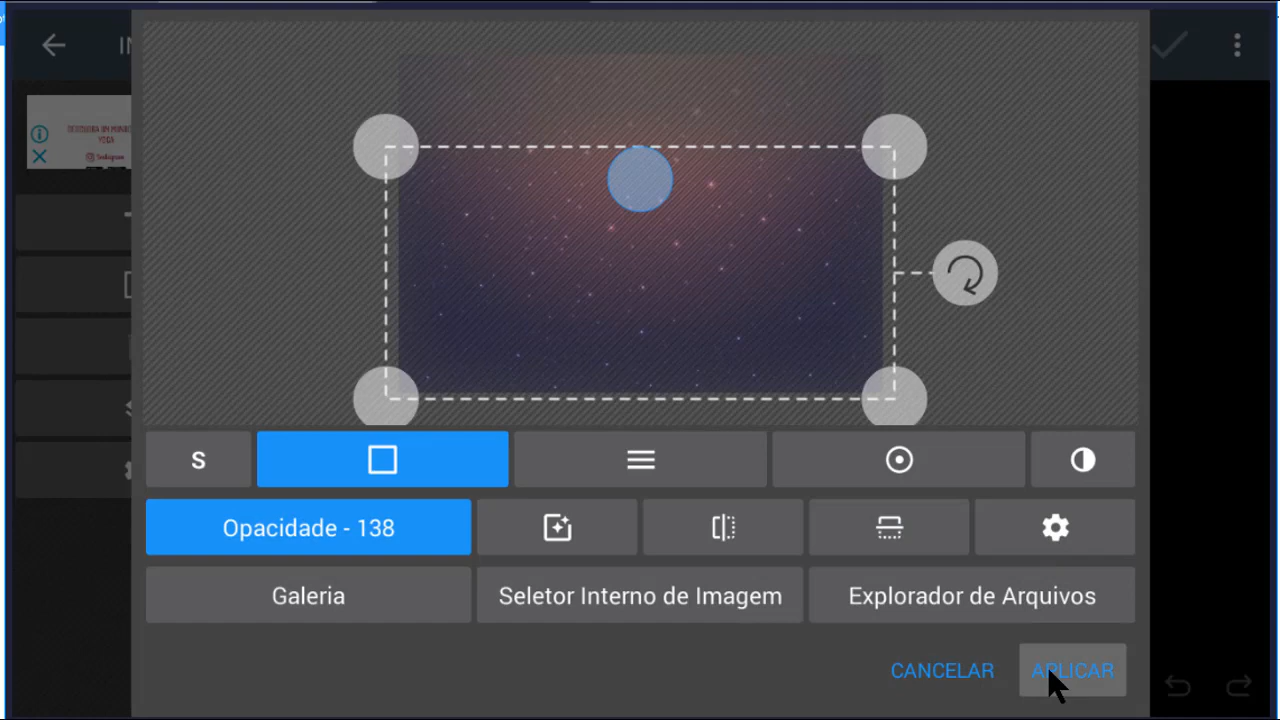 S
Opacidade - 138
Galeria
Seletor Interno de Imagem
Explorador de Arquivos
CANCELAR
APLICAR